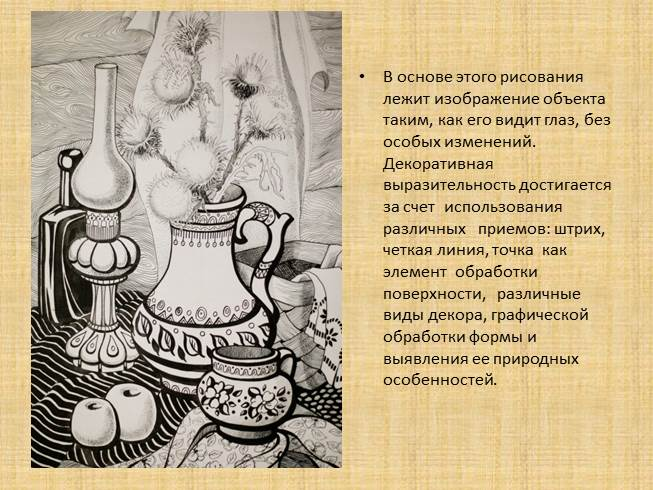 • В основе этого рисования
лежит изображение объекта
таким, как его видит глаз, без
особых изменений.
Декоративная
выразительность достигается
за счет использования
различных приемов: штрих,
четкая линия, точка как
элемент обработки
поверхности, различные
виды декора, графической
обработки формы и
выявления ее природных
особенностей.